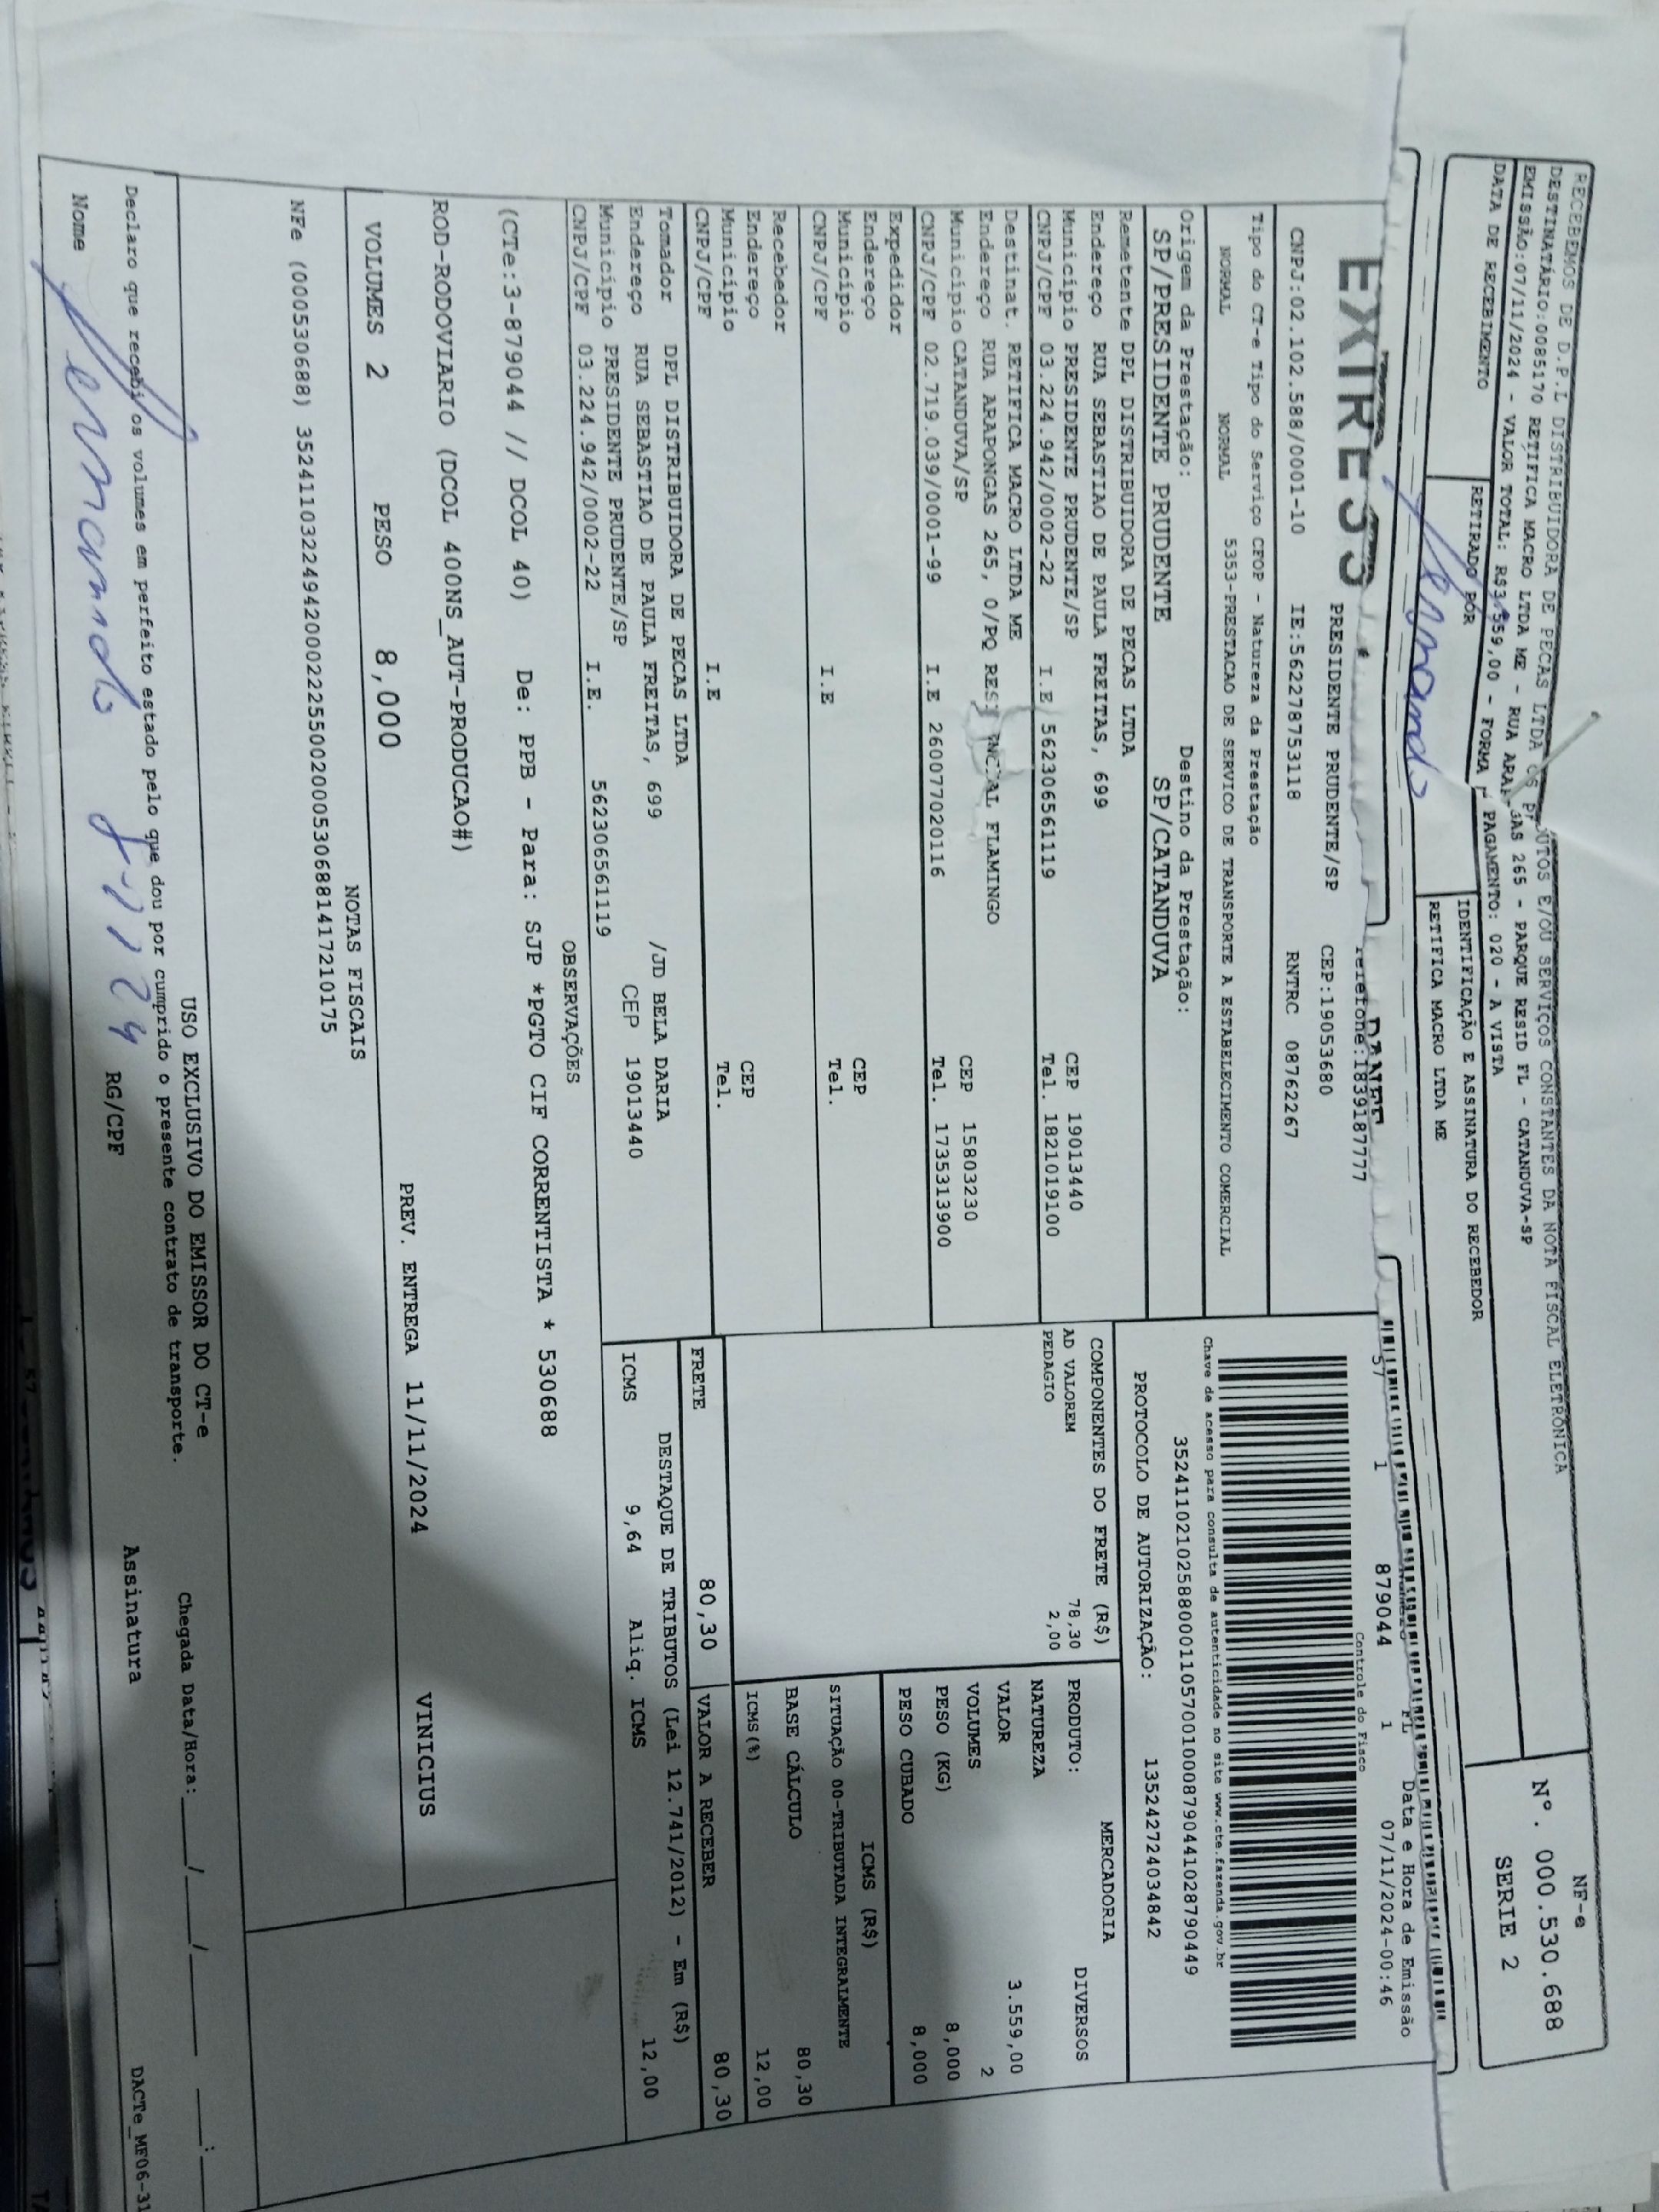 RECEBEMOS DE D.P.L DISTRIBUIDORA DE PECAS LTDA OS PRODUTOS E/OU SERVIÇOS CONSTANTES DA NOTA FISCAL ELETRÔNICA
DESTINATÁRIO:0085170 RETIFICA MACRO LTDA ME - RUA ARAPONGAS 265 - PARQUE RESID FL - CATANDUVA-SP
EMISSÃO:07/11/2024 - VALOR TOTAL: R$3.559,00 - FORMA PAGAMENTO: 020 - A VISTA
NF-e
Nº. 000.530.688
SERIE 2
DATA DE RECEBIMENTO
RETIRADO POR
IDENTIFICAÇÃO E ASSINATURA DO RECEBEDOR
RETIFICA MACRO LTDA ME
Fernando
DANFE
FL Data e Hora de Emissão
57 1 879044 1 07/11/2024-00:46
Controle do Fisco
Telefone:1839187777
PRESIDENTE PRUDENTE/SP CEP:19053680
CNPJ:02.102.588/0001-10 IE:562278753118 RNTRC 08762267
Chave de acesso para consulta de autenticidade no site www.cte.fazenda.gov.br
35241102102588000110570010008790441028790449
PROTOCOLO DE AUTORIZAÇÃO: 135242724034842
Tipo do CT-e Tipo do Serviço CFOP - Natureza da Prestação
NORMAL NORMAL 5353-PRESTACAO DE SERVICO DE TRANSPORTE A ESTABELECIMENTO COMERCIAL
Origem da Prestação: Destino da Prestação:
SP/PRESIDENTE PRUDENTE SP/CATANDUVA
Remetente DPL DISTRIBUIDORA DE PECAS LTDA
Endereço RUA SEBASTIAO DE PAULA FREITAS, 699
Município PRESIDENTE PRUDENTE/SP CEP 19013440
CNPJ/CPF 03.224.942/0002-22 I.E 562306561119 Tel. 1821019100
Destinat. RETIFICA MACRO LTDA ME
Endereço RUA ARAPONGAS 265, 0/PQ RESIDENCIAL FLAMINGO
Município CATANDUVA/SP CEP 15803230
CNPJ/CPF 02.719.039/0001-99 I.E 260077020116 Tel. 1735313900
Expedidor
Endereço
Município CEP
CNPJ/CPF I.E Tel.
Recebedor
Endereço
Município CEP
CNPJ/CPF I.E Tel.
COMPONENTES DO FRETE (R$)
AD VALOREM 78,30
PEDAGIO 2,00
MERCADORIA
PRODUTO: DIVERSOS
NATUREZA
VALOR 3.559,00
VOLUMES 2
PESO (KG) 8,000
PESO CUBADO 8,000
ICMS (R$)
SITUAÇÃO 00-TRIBUTADA INTEGRALMENTE
BASE CÁLCULO 80,30
ICMS(%) 12,00
FRETE 80,30 VALOR A RECEBER 80,30
Tomador DPL DISTRIBUIDORA DE PECAS LTDA
Endereço RUA SEBASTIAO DE PAULA FREITAS, 699 /JD BELA DARIA
Município PRESIDENTE PRUDENTE/SP CEP 19013440
CNPJ/CPF 03.224.942/0002-22 I.E. 562306561119
DESTAQUE DE TRIBUTOS (Lei 12.741/2012) - Em (R$)
ICMS 9,64 Aliq. ICMS 12,00
OBSERVAÇÕES
(CTe:3-879044 // DCOL 40) De: PPB - Para: SJP *PGTO CIF CORRENTISTA * 530688
ROD-RODOVIARIO (DCOL 400NS_AUT-PRODUCAO#)
VOLUMES 2 PESO 8,000 PREV. ENTREGA 11/11/2024 VINICIUS
NOTAS FISCAIS
NFe (000530688) 35241103224942000222550020005306881417210175
USO EXCLUSIVO DO EMISSOR DO CT-e
Declaro que recebi os volumes em perfeito estado pelo que dou por cumprido o presente contrato de transporte. Chegada Data/Hora: ___/___/____ __:__
Nome Fernando 8-11 24 RG/CPF Assinatura
DACTe_MF06-31